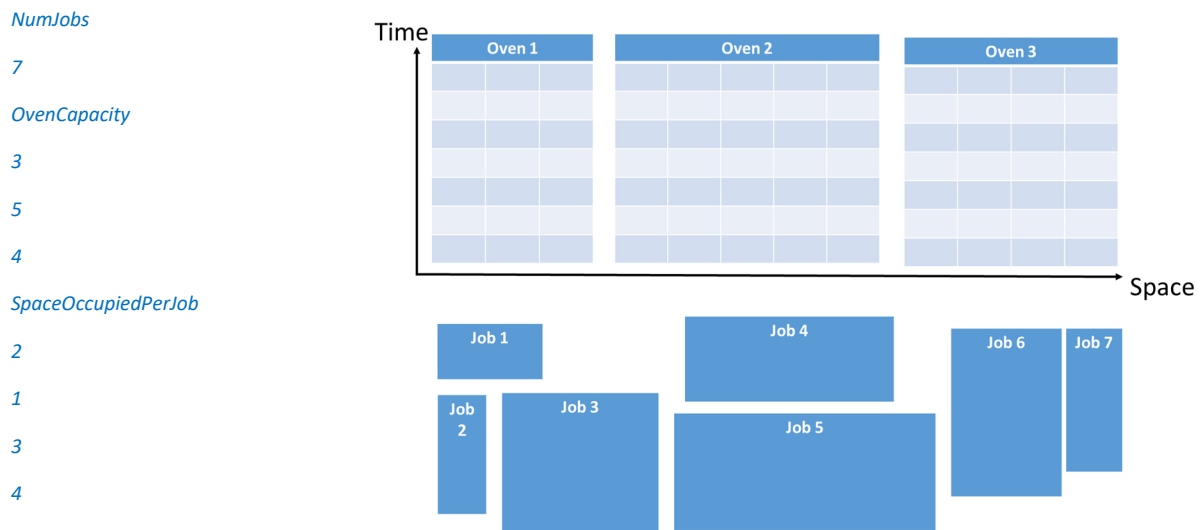 NumJobs
7
OvenCapacity
3
5
4
SpaceOccupiedPerJob
2
1
3
4
Time
Oven 1
Oven 2
Oven 3
Space
Job 1
Job 4
Job 6
Job 7
Job
2
Job 3
Job 5